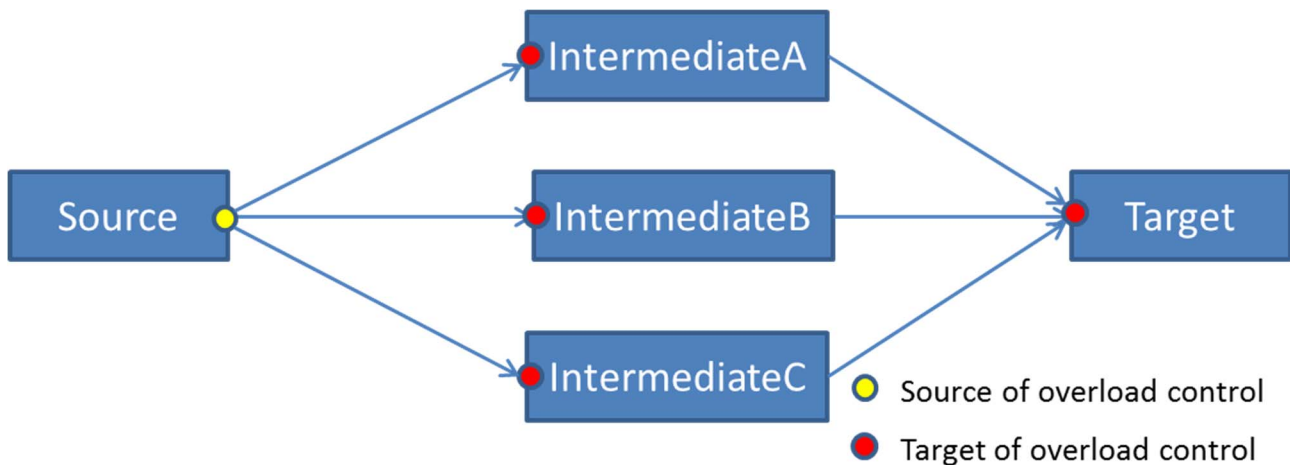 IntermediateA
Source
IntermediateB
Target
IntermediateC
Source of overload control
Target of overload control